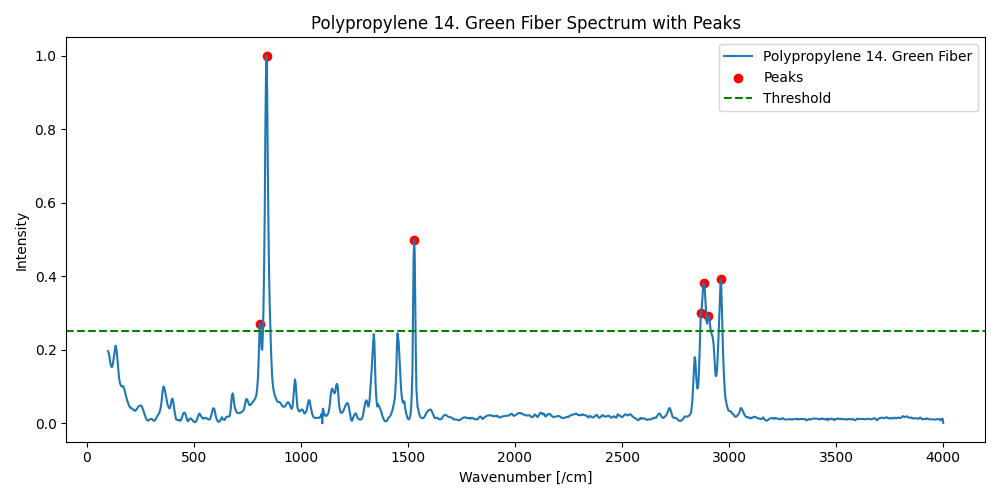 Polypropylene 14. Green Fiber Spectrum with Peaks
Polypropylene 14. Green Fiber
Peaks
Threshold
Intensity
1.0
0.8
0.6
0.4
0.2
0.0
0 500 1000 1500 2000 2500 3000 3500 4000
Wavenumber [/cm]